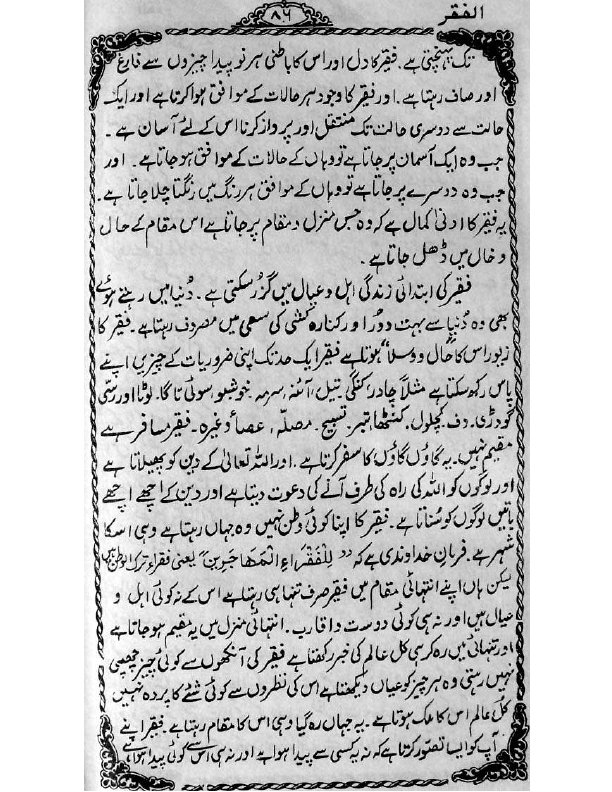 الفقر
۸۶
تک پہنچتی ہے۔ فقیر کا دل اور اس کا باطنی ہر نو پیدا چیزوں سے فارغ
اور صاف رہتا ہے۔ اور فقیر کا وجود ہر حالات کے موافق ہوا کرتا ہے اور ایک
حالت سے دوسری حالت تک منتقل اور پرواز کرنا اس کے لئے آسان ہے۔
جب وہ ایک آسمان پر جاتا ہے تو وہاں کے حالات کے موافق ہو جاتا ہے۔ اور
جب وہ دوسرے پر جاتا ہے تو وہاں کے موافق ہر رنگ میں رنگتا چلا جاتا ہے۔
یہ فقیر کا ادنیٰ کمال ہے کہ وہ جس منزل و مقام پر جاتا ہے اس مقام کے حال
و خال میں ڈھل جاتا ہے۔
فقیر کی ابتدائی زندگی اہل و عیال میں گزر سکتی ہے۔ دُنیا میں رہتے ہوئے
بھی وہ دُنیا سے بہت دور اور کنارہ کشی کی سعی میں مصروف رہتا ہے۔ فقیر کا
زیور اس کا حال و وسلاً ہوتا ہے فقیر ایک حد تک اپنی ضروریات کے چیزیں اپنے
پاس رکھ سکتا ہے مثلاً چادر، کنگی، تیل، آئنہ، سرمہ، خوشبو، سوئی تاگا۔ لوٹا اور رسّی
گودڑی۔ دف۔ کچلول۔ کنٹھا، تبر، تسبیح۔ مصلّہ، عصا وغیرہ۔ فقیر مسافر ہے
مقیم نہیں۔ یہ گاؤں گاؤں کا سفر کرتا ہے۔ اور اللہ تعالیٰ کے دین کو پھیلاتا ہے
اور لوگوں کو اللہ کی راہ کی طرف آنے کی دعوت دیتا ہے اور دین کے اچھے اچھے
باتیں لوگوں کو سُناتا ہے۔ فقیر کا اپنا کوئی وطن نہیں وہ جہاں رہتا ہے وہی اسکا
شہر ہے۔ فرمانِ خداوندی ہے کہ ”لِلْفُقَرَاءِ الْمُهَاجَرِين“ یعنی فقراء ترک الوطن ہیں
لیکن ہاں اپنے انتہائی مقام میں فقیر صرف تنہا ہی رہتا ہے اس کے نہ کوئی اہل و
خیال ہیں اور نہ ہی کوئی دوست و اقارب۔ انتہائی منزل میں یہ مقیم ہو جاتا ہے
اور تنہائی میں رہ کر ہی کل عالم کی خبر رکھتا ہے فقیر کی آنکھوں سے کوئی چیز چھپی
نہیں رہتی وہ ہر چیز کو عیاں دیکھتا ہے اس کی نظروں سے کوئی شئے کا پردہ نہیں
کل عالم اس کا ملک ہوتا ہے۔ یہ جہاں رہ گیا وہی اس کا مقام رہتا ہے۔ فقیر اپنے
آپ کو ایسا تصوّر کرتا ہے کہ نہ یہ کسی سے پیدا ہوا ہے اور نہ ہی اس سے کوئی پیدا ہوا ہے